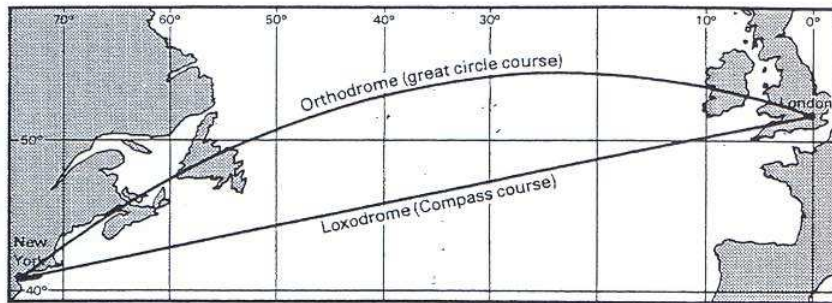 70° 60° 50° 40° 30° 10° 0°
Orthodrome (great circle course)
London
50°
Loxodrome (Compass course)
New
York
40°